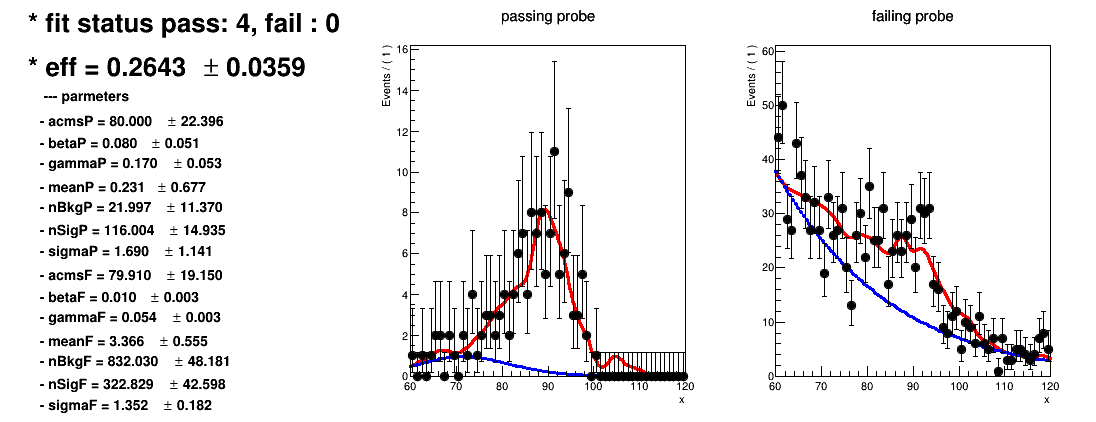 * fit status pass: 4, fail : 0
* eff = 0.2643 ± 0.0359
--- parmeters
- acmsP = 80.000 ± 22.396
- betaP = 0.080 ± 0.051
- gammaP = 0.170 ± 0.053
- meanP = 0.231 ± 0.677
- nBkgP = 21.997 ± 11.370
- nSigP = 116.004 ± 14.935
- sigmaP = 1.690 ± 1.141
- acmsF = 79.910 ± 19.150
- betaF = 0.010 ± 0.003
- gammaF = 0.054 ± 0.003
- meanF = 3.366 ± 0.555
- nBkgF = 832.030 ± 48.181
- nSigF = 322.829 ± 42.598
- sigmaF = 1.352 ± 0.182
passing probe
Events / ( 1 )
16
14
12
10
8
6
4
2
0
60 70 80 90 100 110 120
x
failing probe
Events / ( 1 )
60
50
40
30
20
10
0
60 70 80 90 100 110 120
x